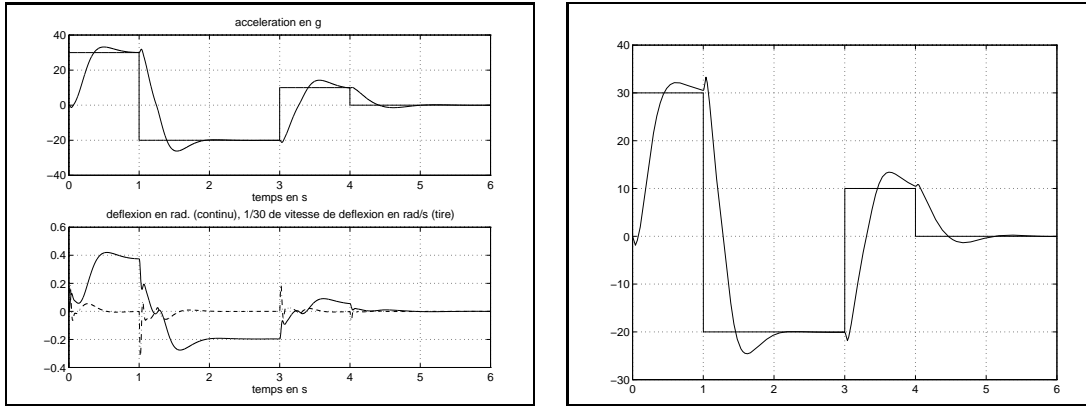 acceleration en g
40
20
0
−20
−40
0 1 2 3 4 5 6
temps en s
deflexion en rad. (continu), 1/30 de vitesse de deflexion en rad/s (tire)
0.6
0.4
0.2
0
−0.2
−0.4
0 1 2 3 4 5 6
temps en s
40
30
20
10
0
−10
−20
−30
0 1 2 3 4 5 6